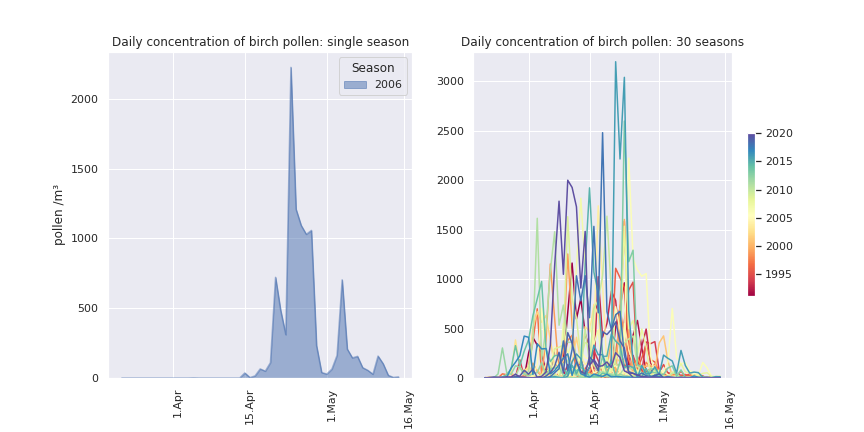 Daily concentration of birch pollen: single season
pollen /m³
2000
1500
1000
500
0
1.Apr
15.Apr
1.May
16.May
Season
2006
Daily concentration of birch pollen: 30 seasons
3000
2500
2000
1500
1000
500
0
1.Apr
15.Apr
1.May
16.May
2020
2015
2010
2005
2000
1995